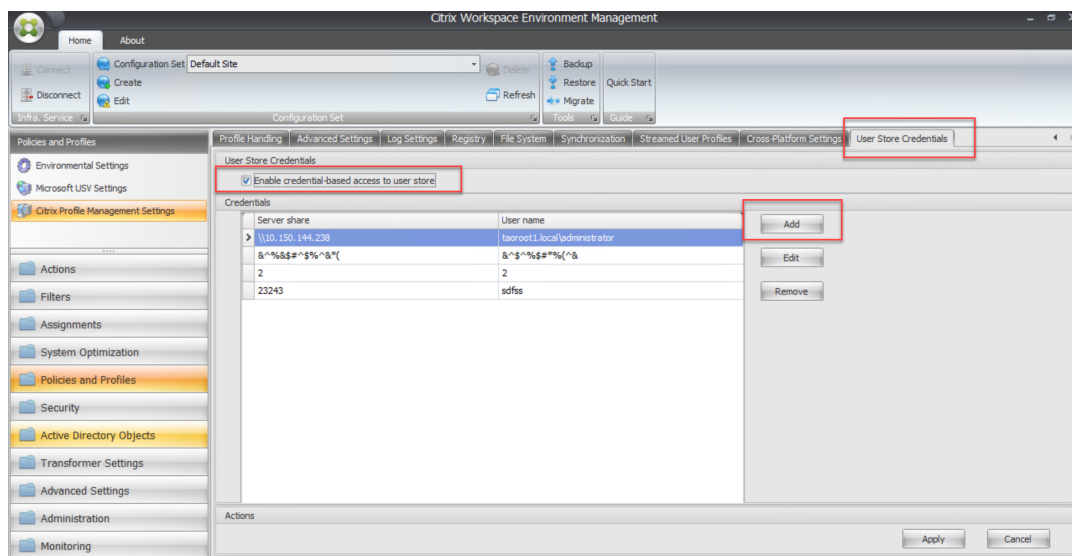 Citrix Workspace Environment Management
Home About
Connect
Disconnect
Infra. Service
Configuration Set Default Site
Create
Edit
Delete
Refresh
Configuration Set
Backup
Restore
Migrate
Tools
Quick Start
Guide
Policies and Profiles
Environmental Settings
Microsoft USV Settings
Citrix Profile Management Settings
Actions
Filters
Assignments
System Optimization
Policies and Profiles
Security
Active Directory Objects
Transformer Settings
Advanced Settings
Administration
Monitoring
Profile Handling Advanced Settings Log Settings Registry File System Synchronization Streamed User Profiles Cross-Platform Settings User Store Credentials
User Store Credentials
Enable credential-based access to user store
Credentials
Server share User name
\\10.150.144.238 taoroot1.local\administrator
2 2
23243 sdfss
Add
Edit
Remove
Actions
Apply Cancel